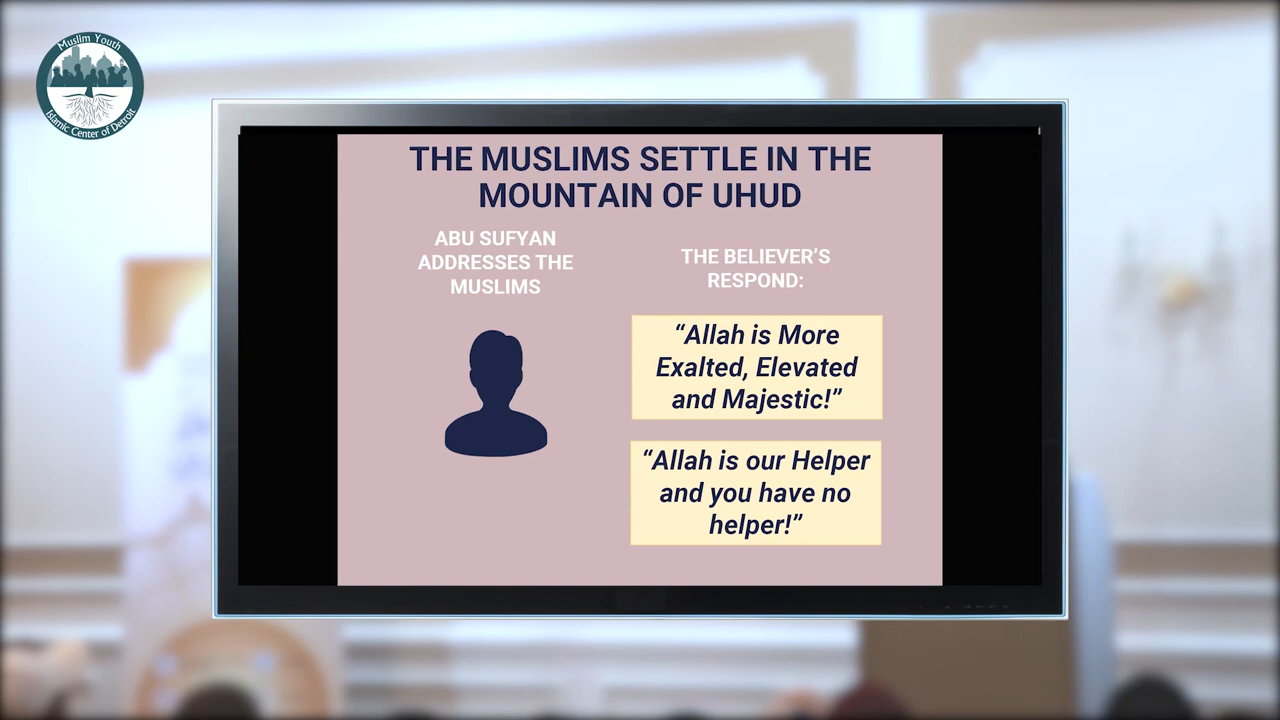 Muslim Youth
Islamic Center of Detroit
THE MUSLIMS SETTLE IN THE
MOUNTAIN OF UHUD
ABU SUFYAN
ADDRESSES THE
MUSLIMS
THE BELIEVER’S
RESPOND:
“Allah is More
Exalted, Elevated
and Majestic!”
“Allah is our Helper
and you have no
helper!”